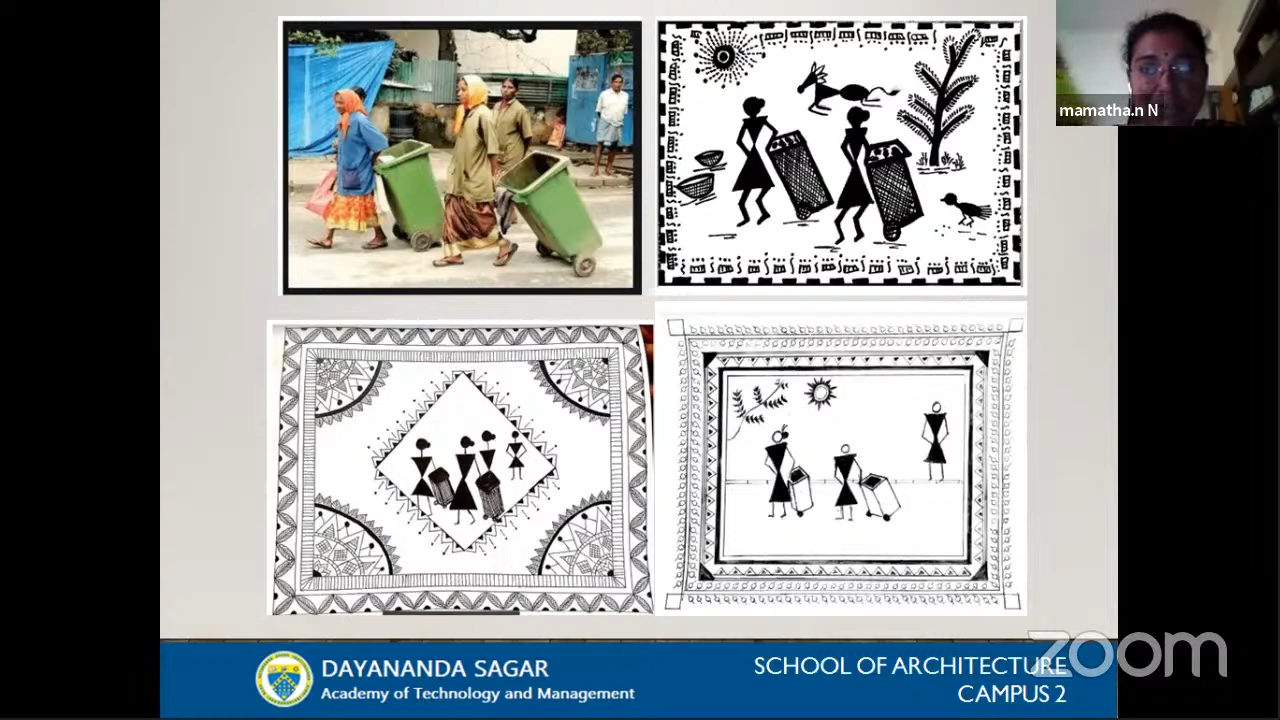 mamatha.n N
DAYANANDA SAGAR
Academy of Technology and Management
SCHOOL OF ARCHITECTURE
CAMPUS 2
zoom